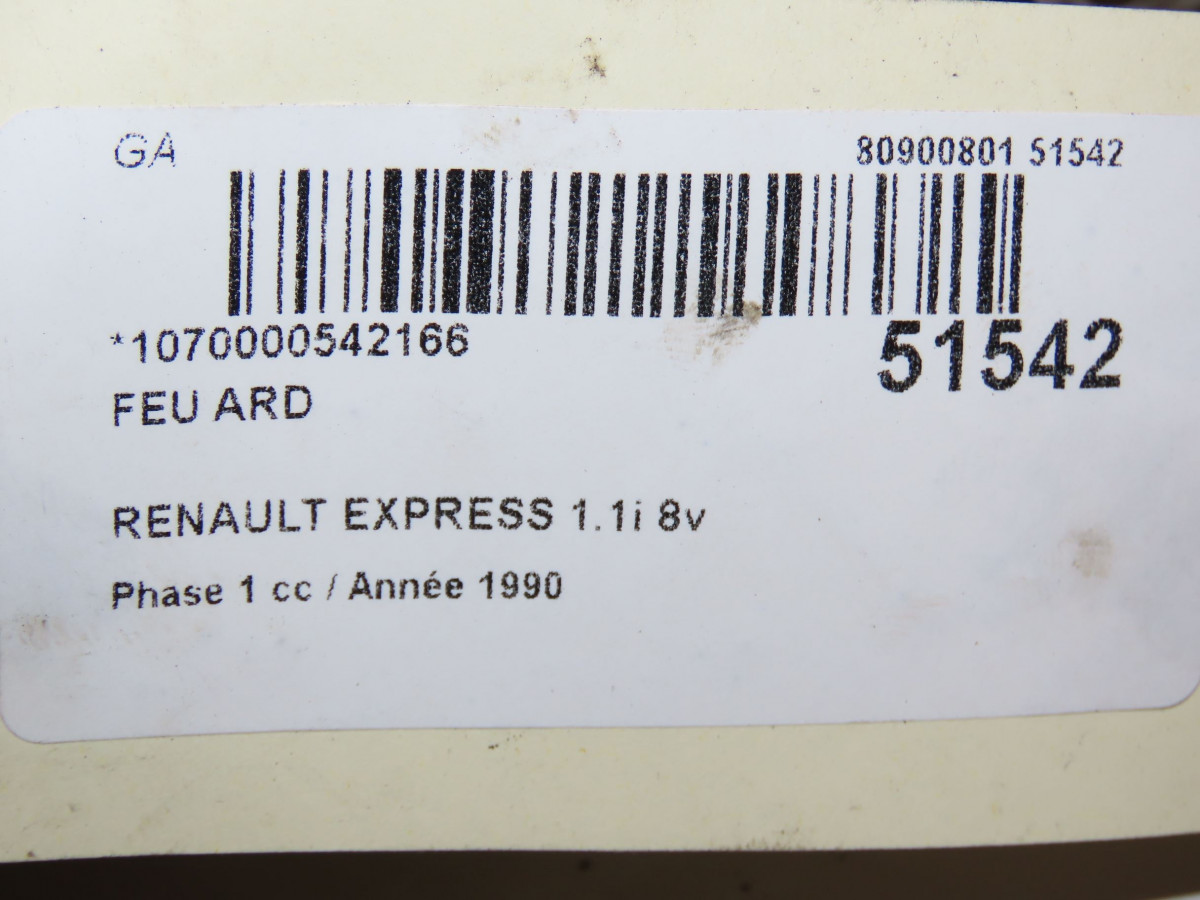 GA
80900801 51542
*1070000542166
51542
FEU ARD
RENAULT EXPRESS 1.1i 8v
Phase 1 cc / Année 1990